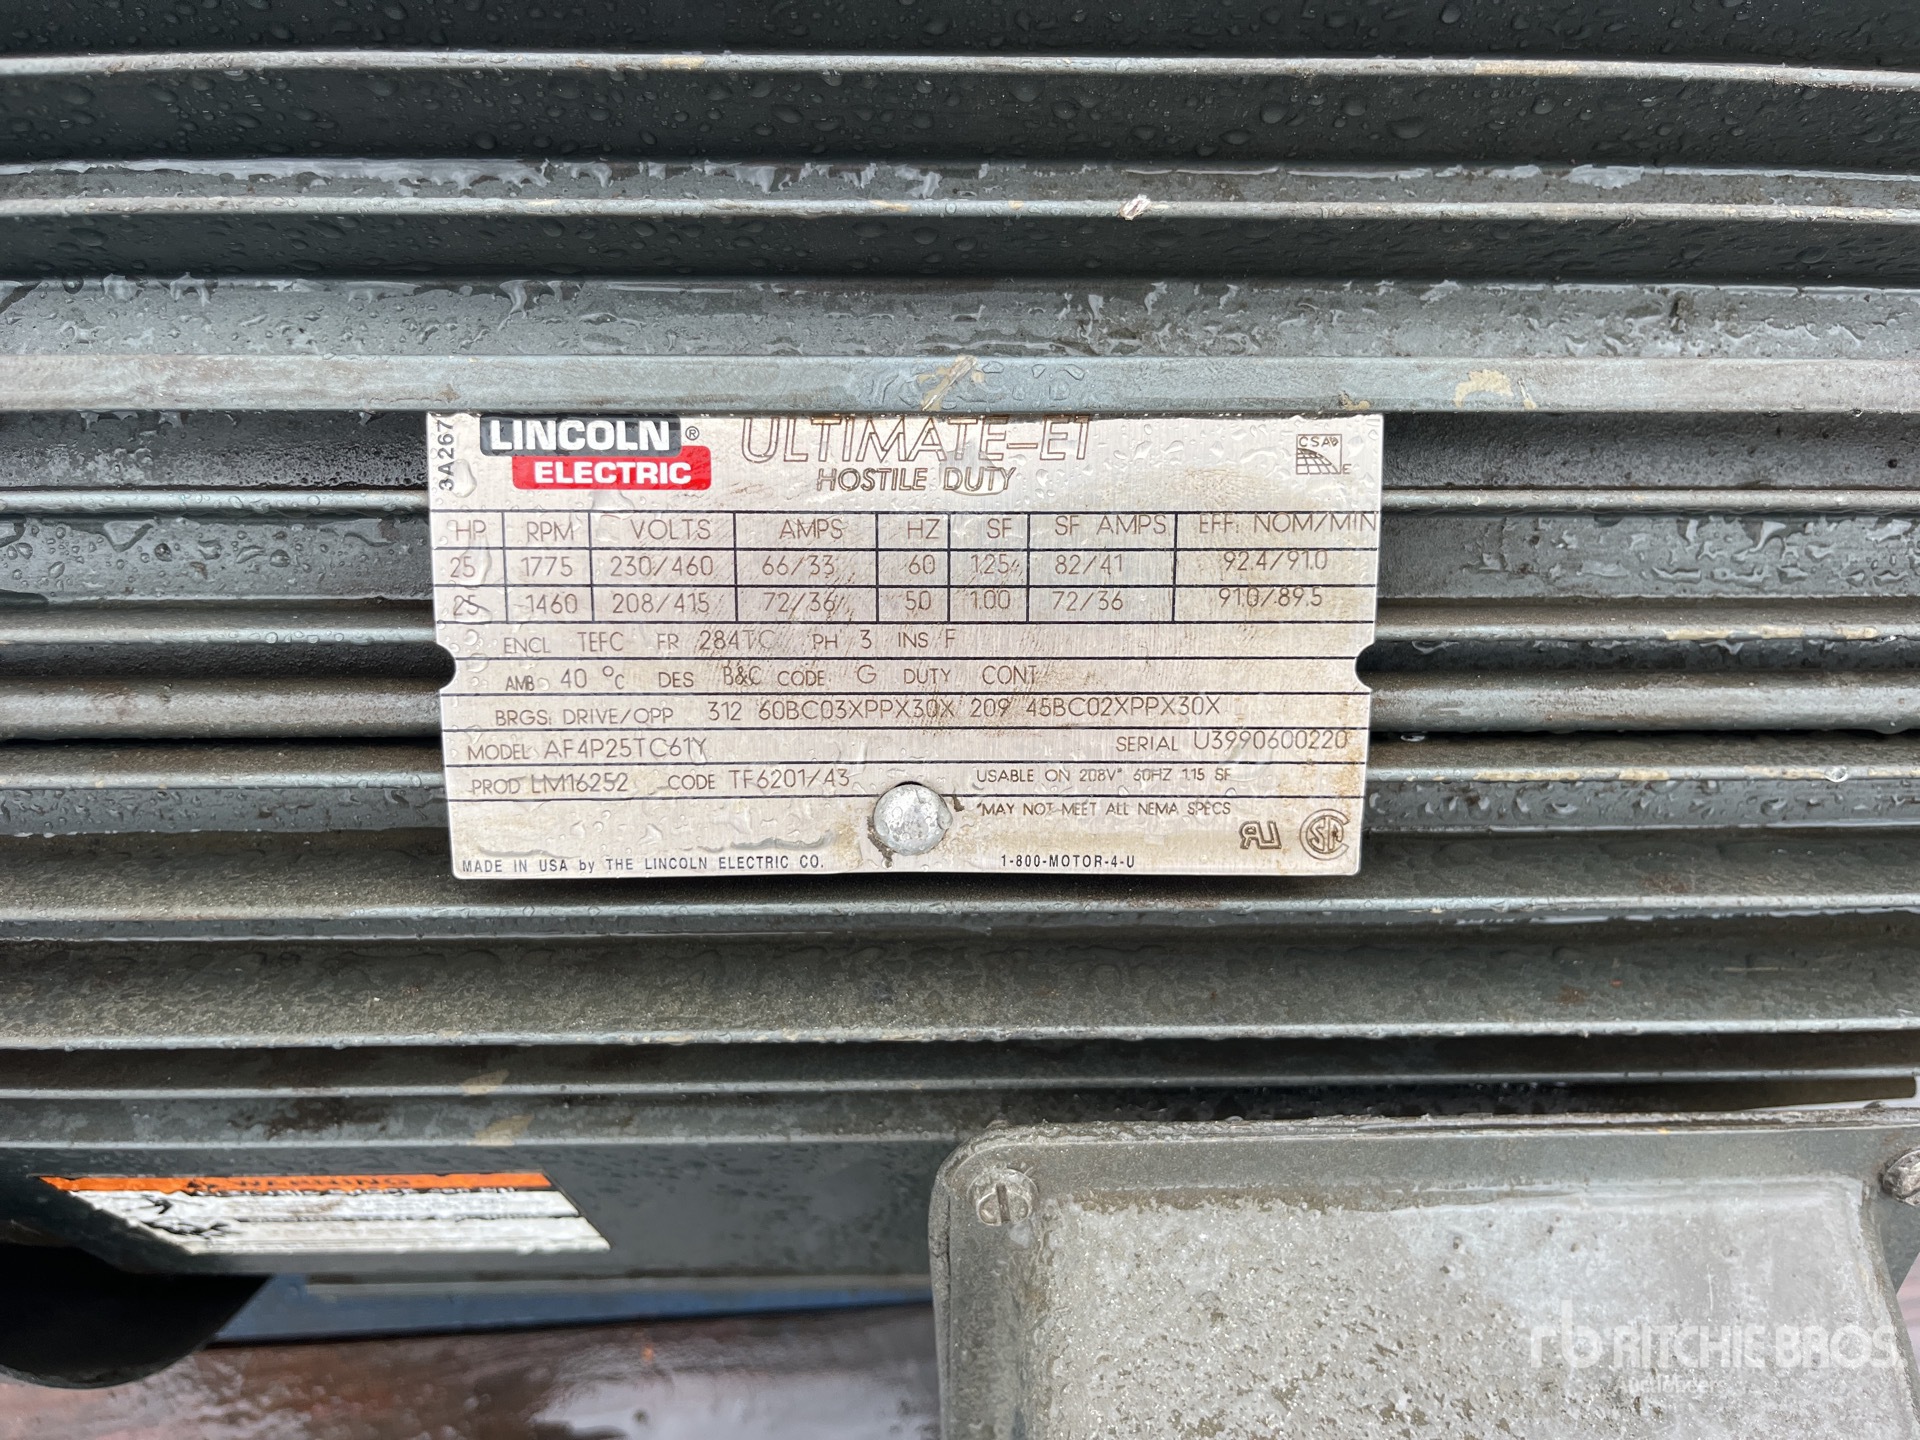 3A267
LINCOLN ® ELECTRIC
ULTIMATE-E1
HOSTILE DUTY
CSA E
HP RPM VOLTS AMPS HZ SF SF AMPS EFF: NOM/MIN
25 1775 230/460 66/33 60 1.25 82/41 92.4/91.0
25 1460 208/415 72/36 50 1.00 72/36 91.0/89.5
ENCL TEFC FR 284TC PH 3 INS F
AMB 40 °C DES B&C CODE G DUTY CONT
BRGS: DRIVE/OPP 312 60BC03XPPX30X 209 45BC02XPPX30X
MODEL AF4P25TC61Y SERIAL U3990600220
PROD LM16252 CODE TF6201/43 USABLE ON 208V* 60HZ 1.15 SF
*MAY NOT MEET ALL NEMA SPECS
MADE IN USA by THE LINCOLN ELECTRIC CO. 1-800-MOTOR-4-U
WARNING
rb RITCHIE BROS.
Auctioneers